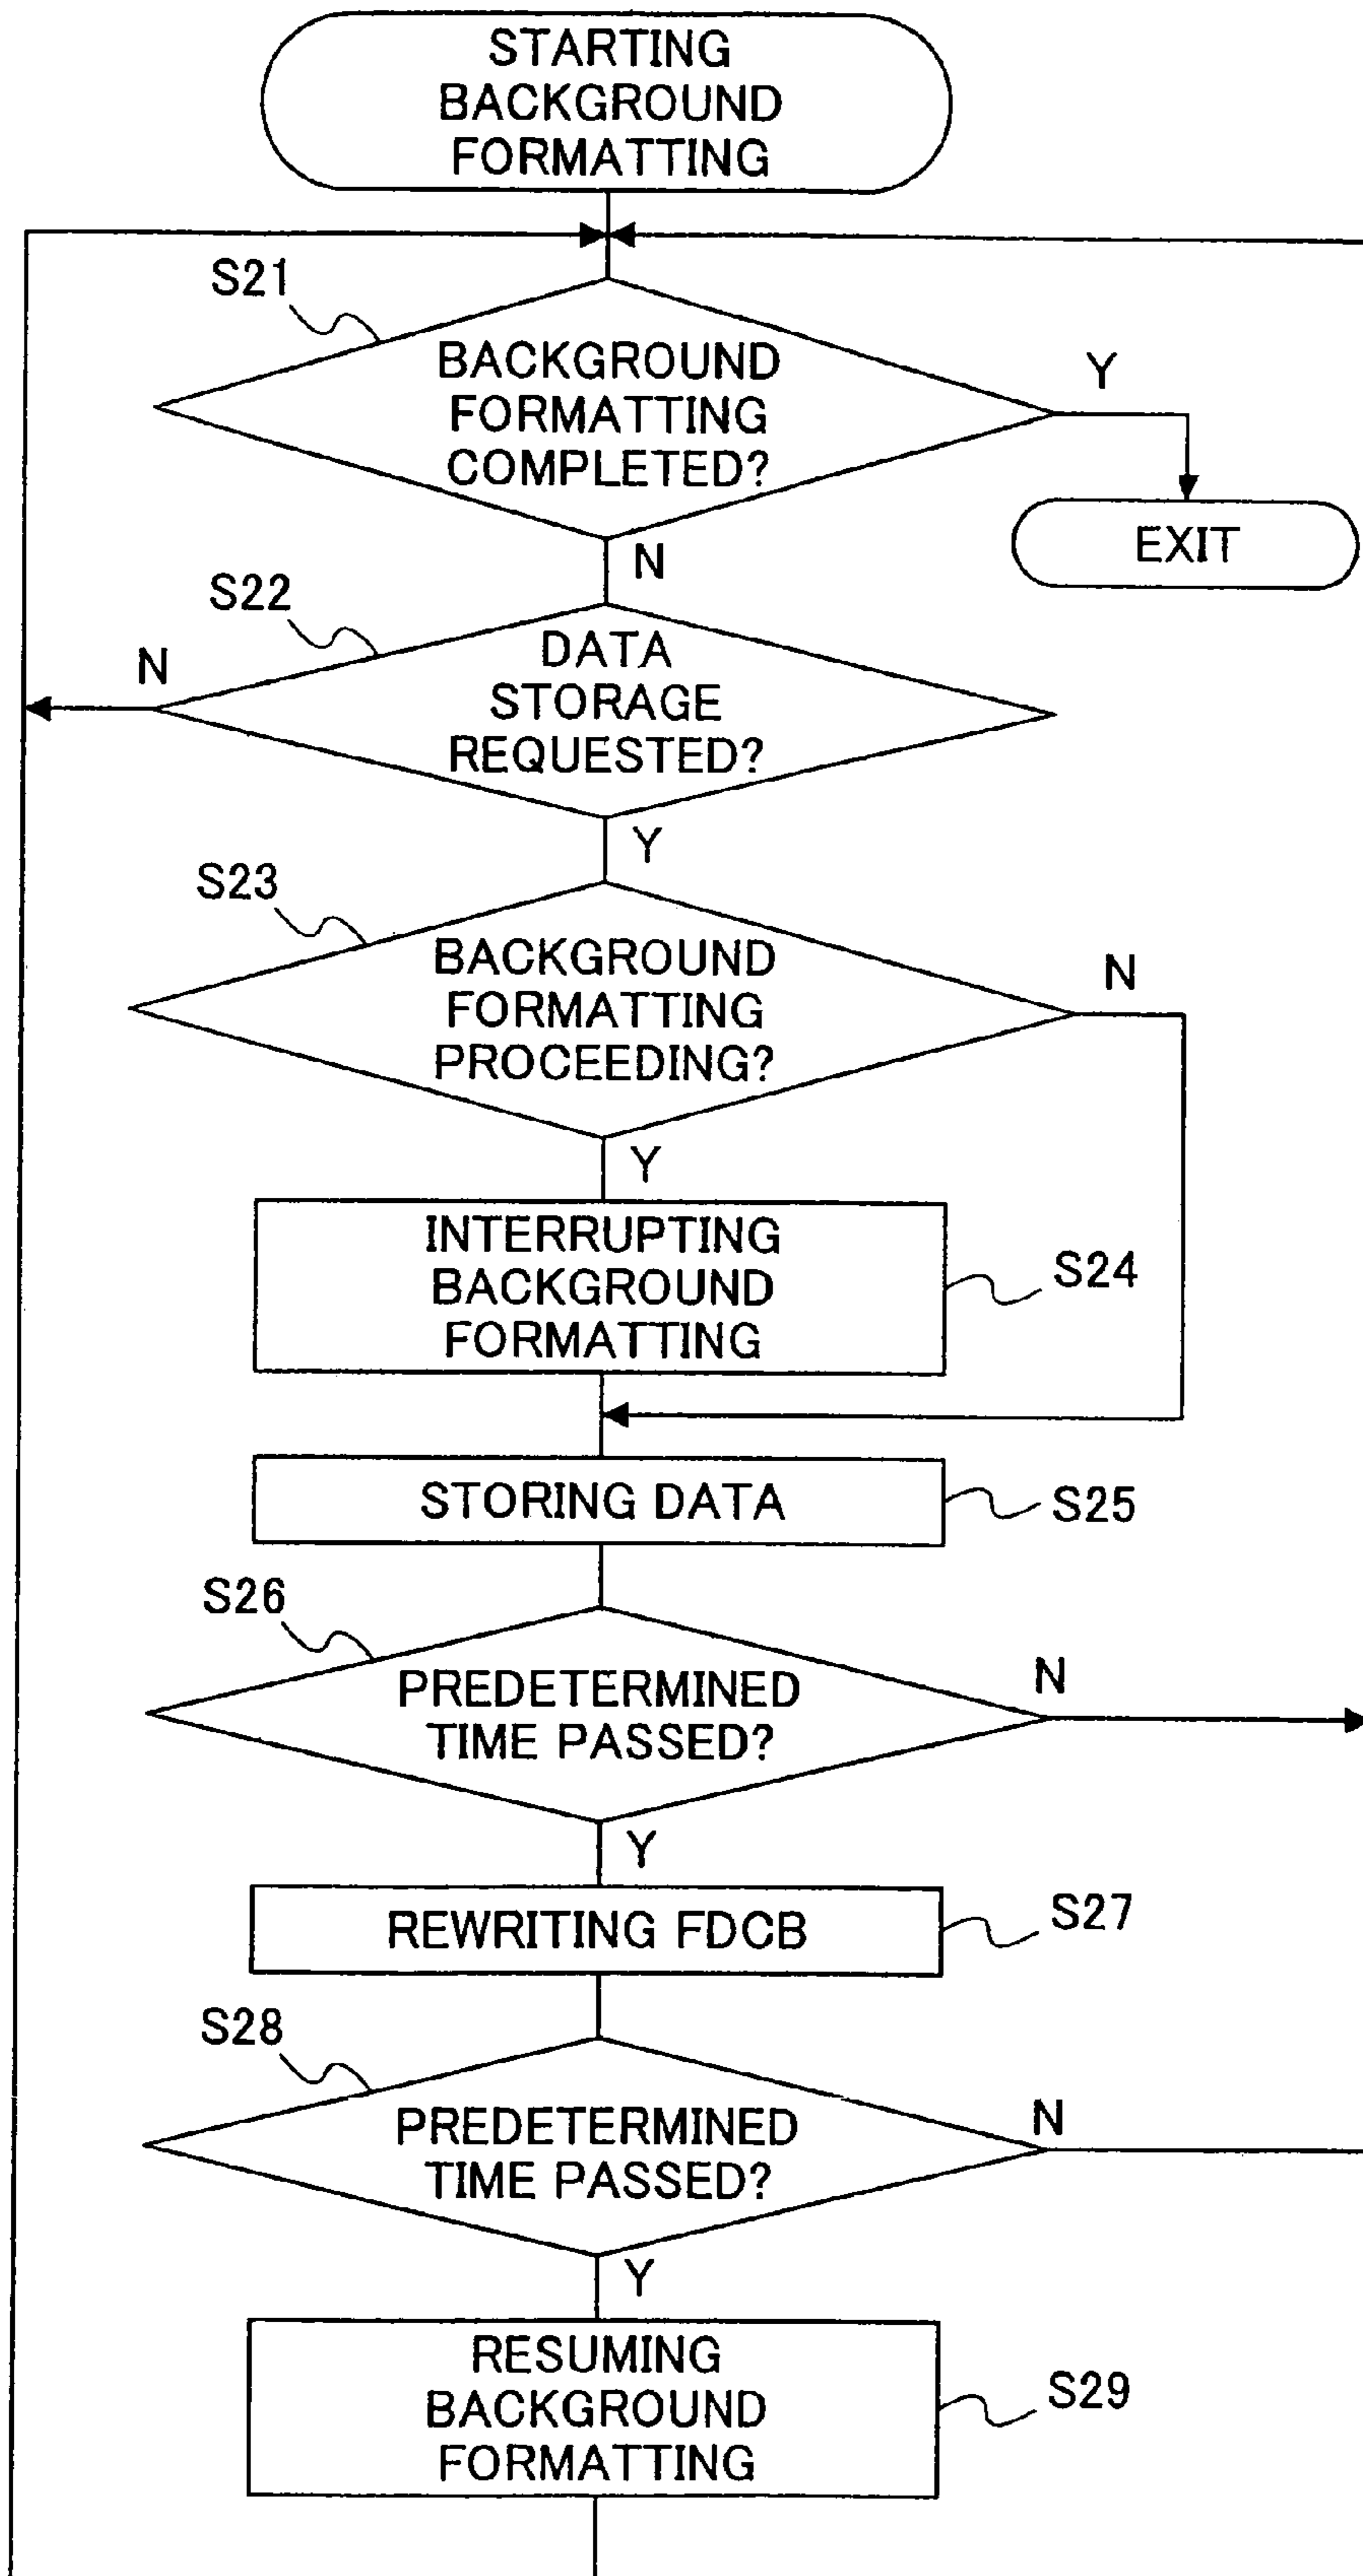 STARTING
BACKGROUND
FORMATTING
S21
BACKGROUND
FORMATTING
COMPLETED?
Y
EXIT
N
S22
DATA
STORAGE
REQUESTED?
N
Y
S23
BACKGROUND
FORMATTING
PROCEEDING?
N
Y
INTERRUPTING
BACKGROUND
FORMATTING
S24
STORING DATA
S25
S26
PREDETERMINED
TIME PASSED?
N
Y
REWRITING FDCB
S27
S28
PREDETERMINED
TIME PASSED?
N
Y
RESUMING
BACKGROUND
FORMATTING
S29